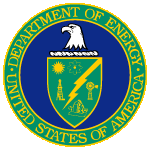 DEPARTMENT OF ENERGY
UNITED STATES OF AMERICA